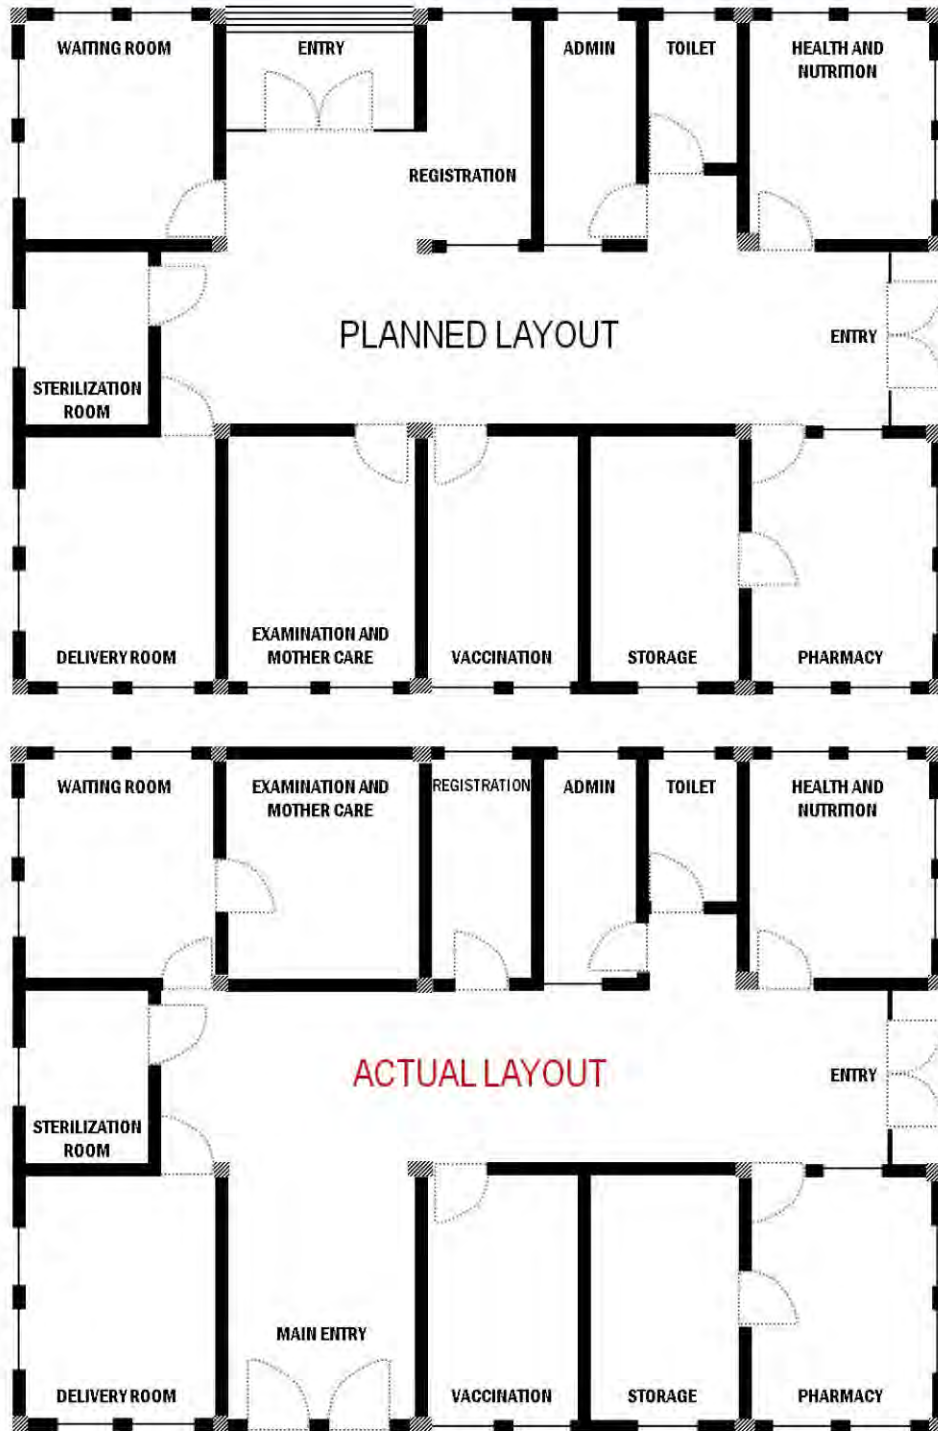 WAITING ROOM
ENTRY
ADMIN
TOILET
HEALTH AND
NUTRITION
REGISTRATION
PLANNED LAYOUT
ENTRY
STERILIZATION
ROOM
DELIVERY ROOM
EXAMINATION AND
MOTHER CARE
VACCINATION
STORAGE
PHARMACY
WAITING ROOM
EXAMINATION AND
MOTHER CARE
REGISTRATION
ADMIN
TOILET
HEALTH AND
NUTRITION
ACTUAL LAYOUT
ENTRY
STERILIZATION
ROOM
MAIN ENTRY
DELIVERY ROOM
VACCINATION
STORAGE
PHARMACY